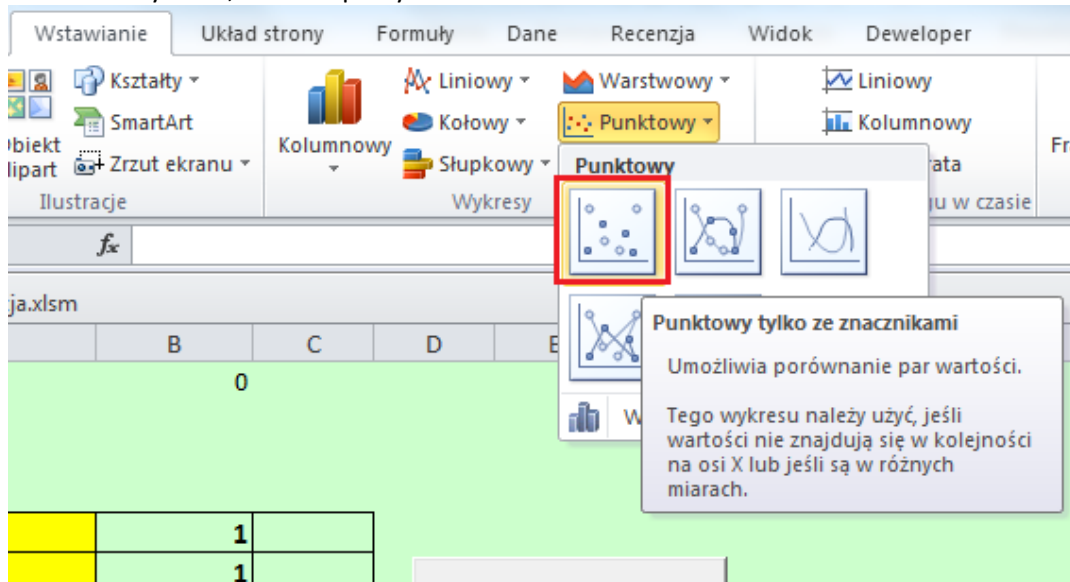 Wstawianie Układ strony Formuły Dane Recenzja Widok Deweloper
Kształty Liniowy Warstwowy Liniowy
SmartArt Kołowy Punktowy Kolumnowy
Kolumnowy
Zrzut ekranu Słupkowy
Ilustracje Wykresy w czasie
Punktowy
fx
ja.xlsm
B C D E
0
Punktowy tylko ze znacznikami
Umożliwia porównanie par wartości.
Tego wykresu należy użyć, jeśli
wartości nie znajdują się w kolejności
na osi X lub jeśli są w różnych
miarach.
W
1
1